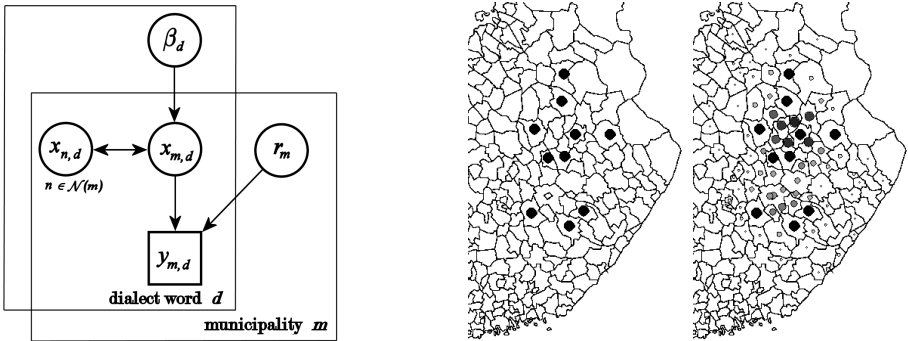 β_d
x_{n,d}
x_{m,d}
r_m
n ∈ N(m)
y_{m,d}
dialect word d
municipality m